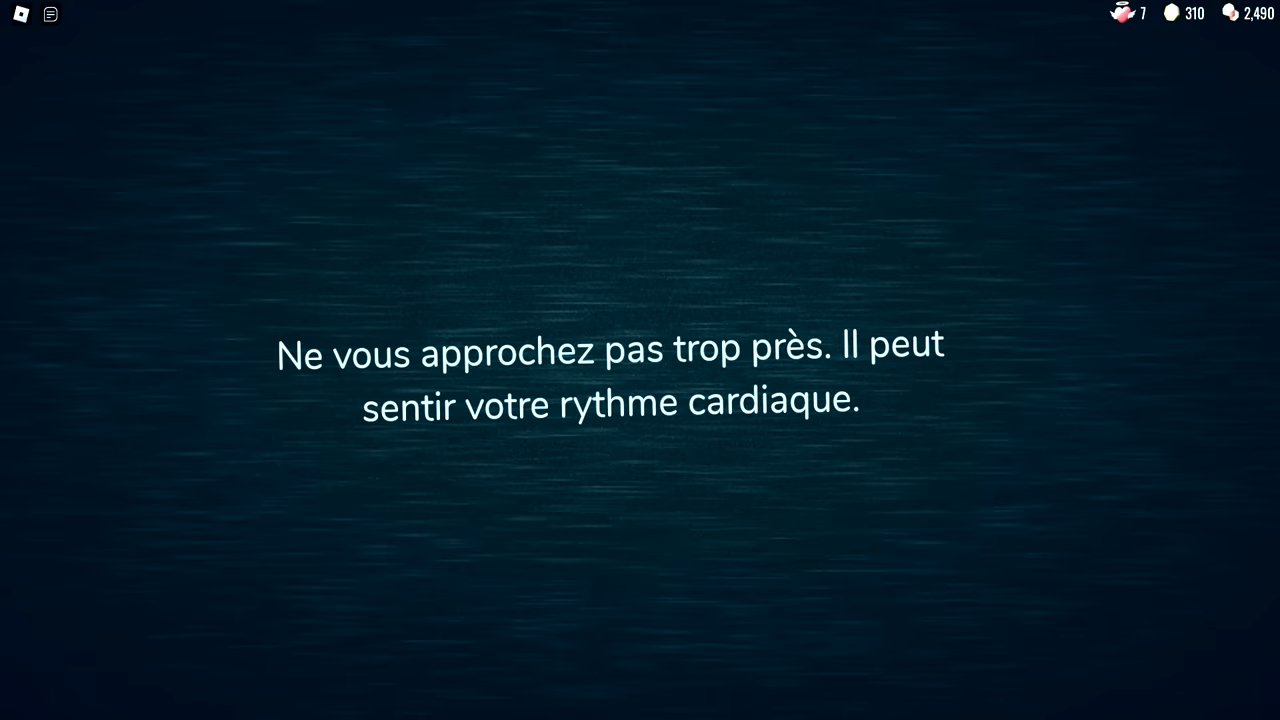 7 310 2,490
Ne vous approchez pas trop près. Il peut
sentir votre rythme cardiaque.